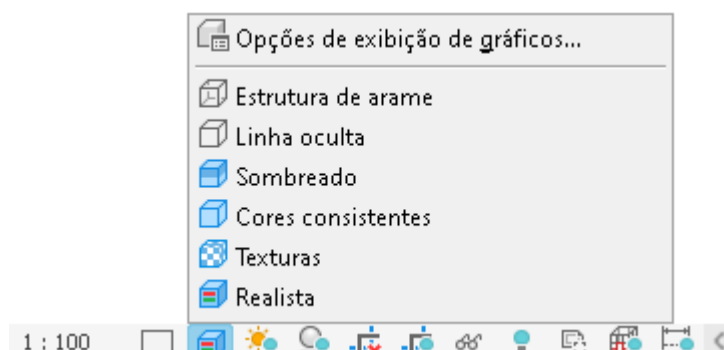 Opções de exibição de gráficos...
Estrutura de arame
Linha oculta
Sombreado
Cores consistentes
Texturas
Realista
1 : 100